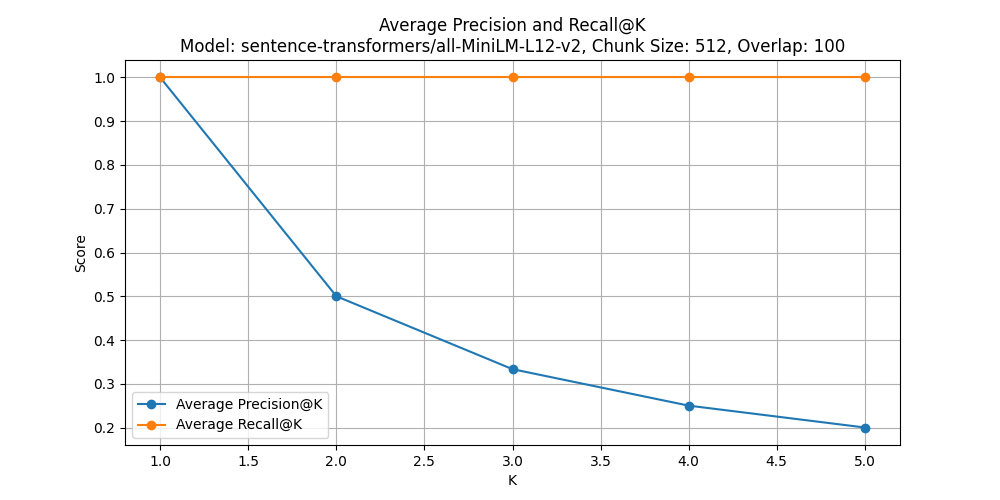 Average Precision and Recall@K
Model: sentence-transformers/all-MiniLM-L12-v2, Chunk Size: 512, Overlap: 100
1.0
0.9
0.8
0.7
0.6
0.5
0.4
0.3
0.2
Score
Average Precision@K
Average Recall@K
1.0 1.5 2.0 2.5 3.0 3.5 4.0 4.5 5.0
K